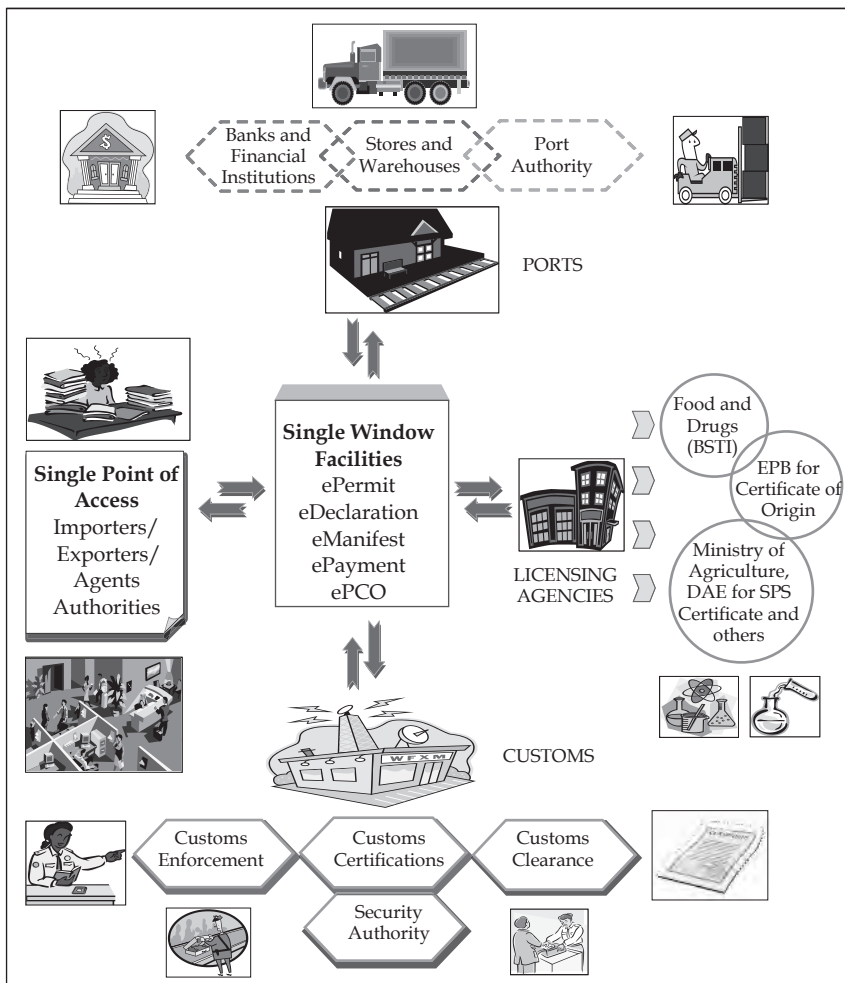 $
Banks and
Financial
Institutions
Stores and
Warehouses
Port
Authority
PORTS
Single Point of
Access
Importers/
Exporters/
Agents
Authorities
Single Window
Facilities
ePermit
eDeclaration
eManifest
ePayment
ePCO
LICENSING
AGENCIES
Food and
Drugs
(BSTI)
EPB for
Certificate of
Origin
Ministry of
Agriculture,
DAE for SPS
Certificate and
others
WFXM
CUSTOMS
Customs
Enforcement
Customs
Certifications
Customs
Clearance
Security
Authority